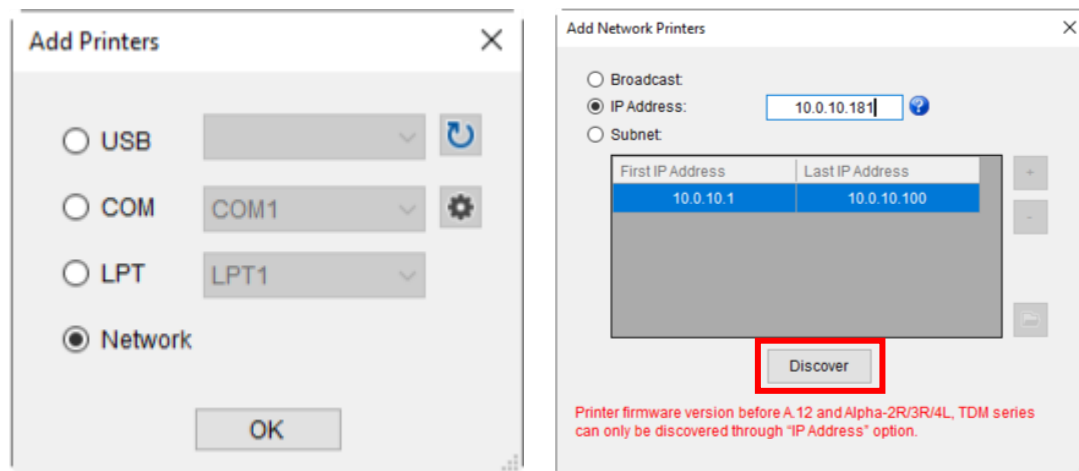 Add Printers
USB
COM
COM1
LPT
LPT1
Network
OK
Add Network Printers
Broadcast:
IP Address:
10.0.10.181
Subnet:
First IP Address
Last IP Address
10.0.10.1
10.0.10.100
+
-
Discover
Printer firmware version before A.12 and Alpha-2R/3R/4L, TDM series
can only be discovered through “IP Address” option.